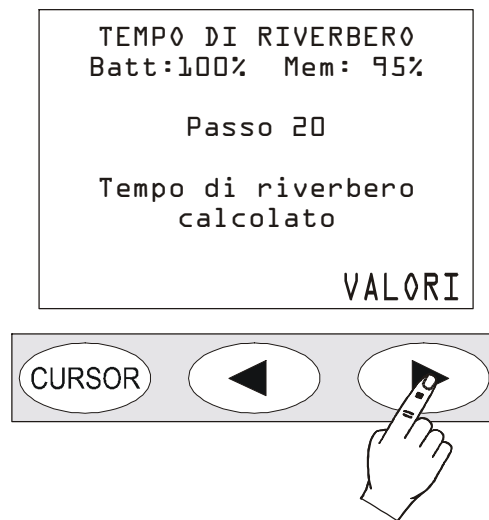 TEMPO DI RIVERBERO
Batt:100% Mem: 95%
Passo 20
Tempo di riverbero
calcolato
VALORI
CURSOR